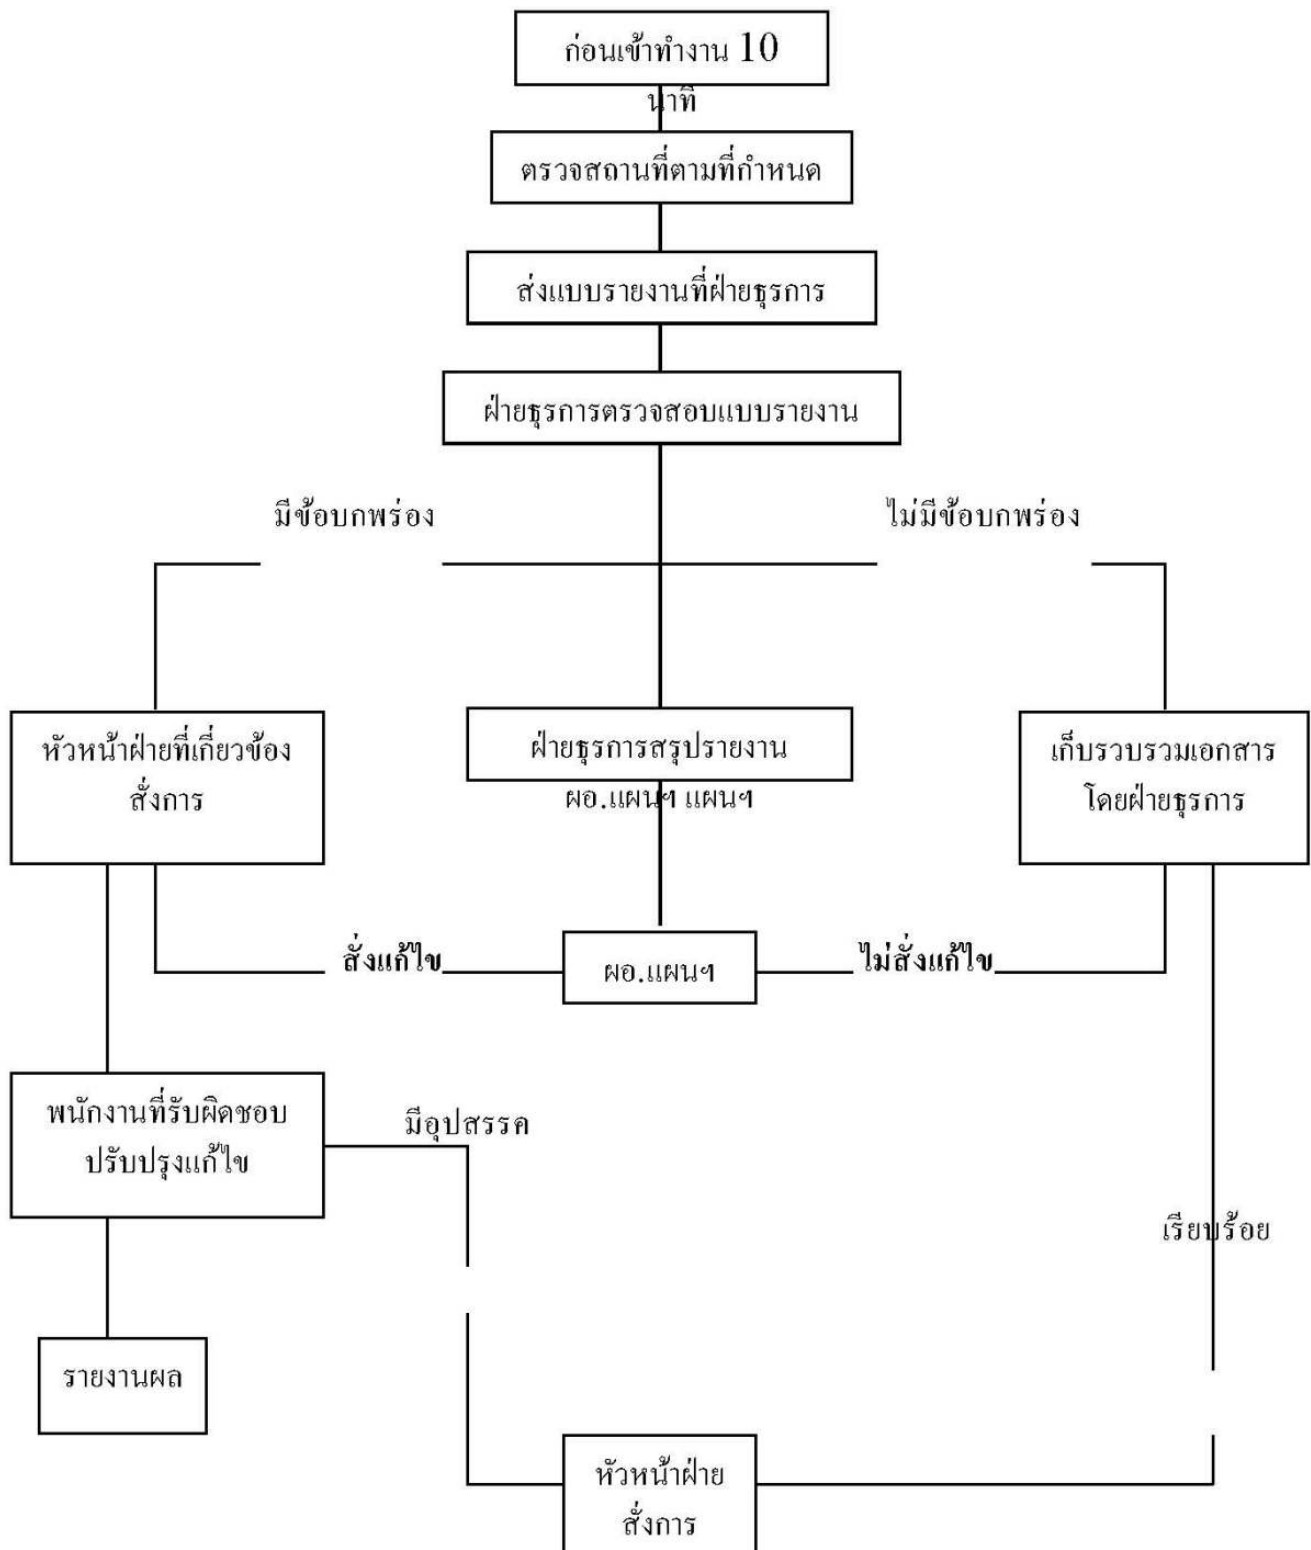 ก่อนเข้าทำงาน 10
นาที
ตรวจสถานที่ตามที่กำหนด
ส่งแบบรายงานที่ฝ่ายธุรการ
ฝ่ายธุรการตรวจสอบแบบรายงาน
มีข้อบกพร่อง
ไม่มีข้อบกพร่อง
หัวหน้าฝ่ายที่เกี่ยวข้อง
สั่งการ
ฝ่ายธุรการสรุปรายงาน
ผอ.แผนฯ แผนฯ
เก็บรวบรวมเอกสาร
โดยฝ่ายธุรการ
สั่งแก้ไข
ผอ.แผนฯ
ไม่สั่งแก้ไข
พนักงานที่รับผิดชอบ
ปรับปรุงแก้ไข
มีอุปสรรค
เรียบร้อย
รายงานผล
หัวหน้าฝ่าย
สั่งการ